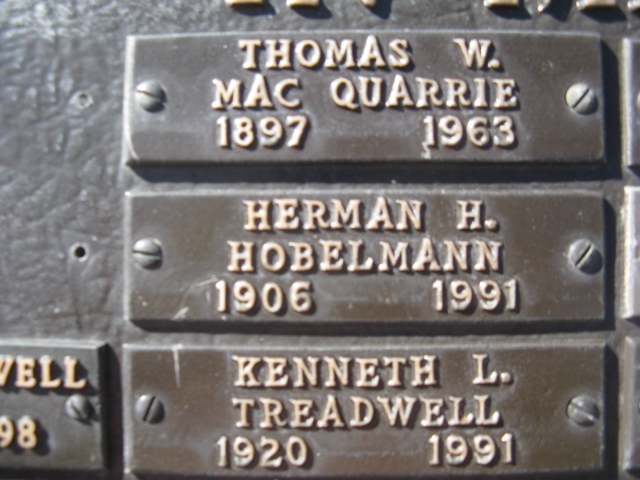 THOMAS W.
MAC QUARRIE
1897 1963
HERMAN H.
HOBELMANN
1906 1991
KENNETH L.
TREADWELL
1920 1991